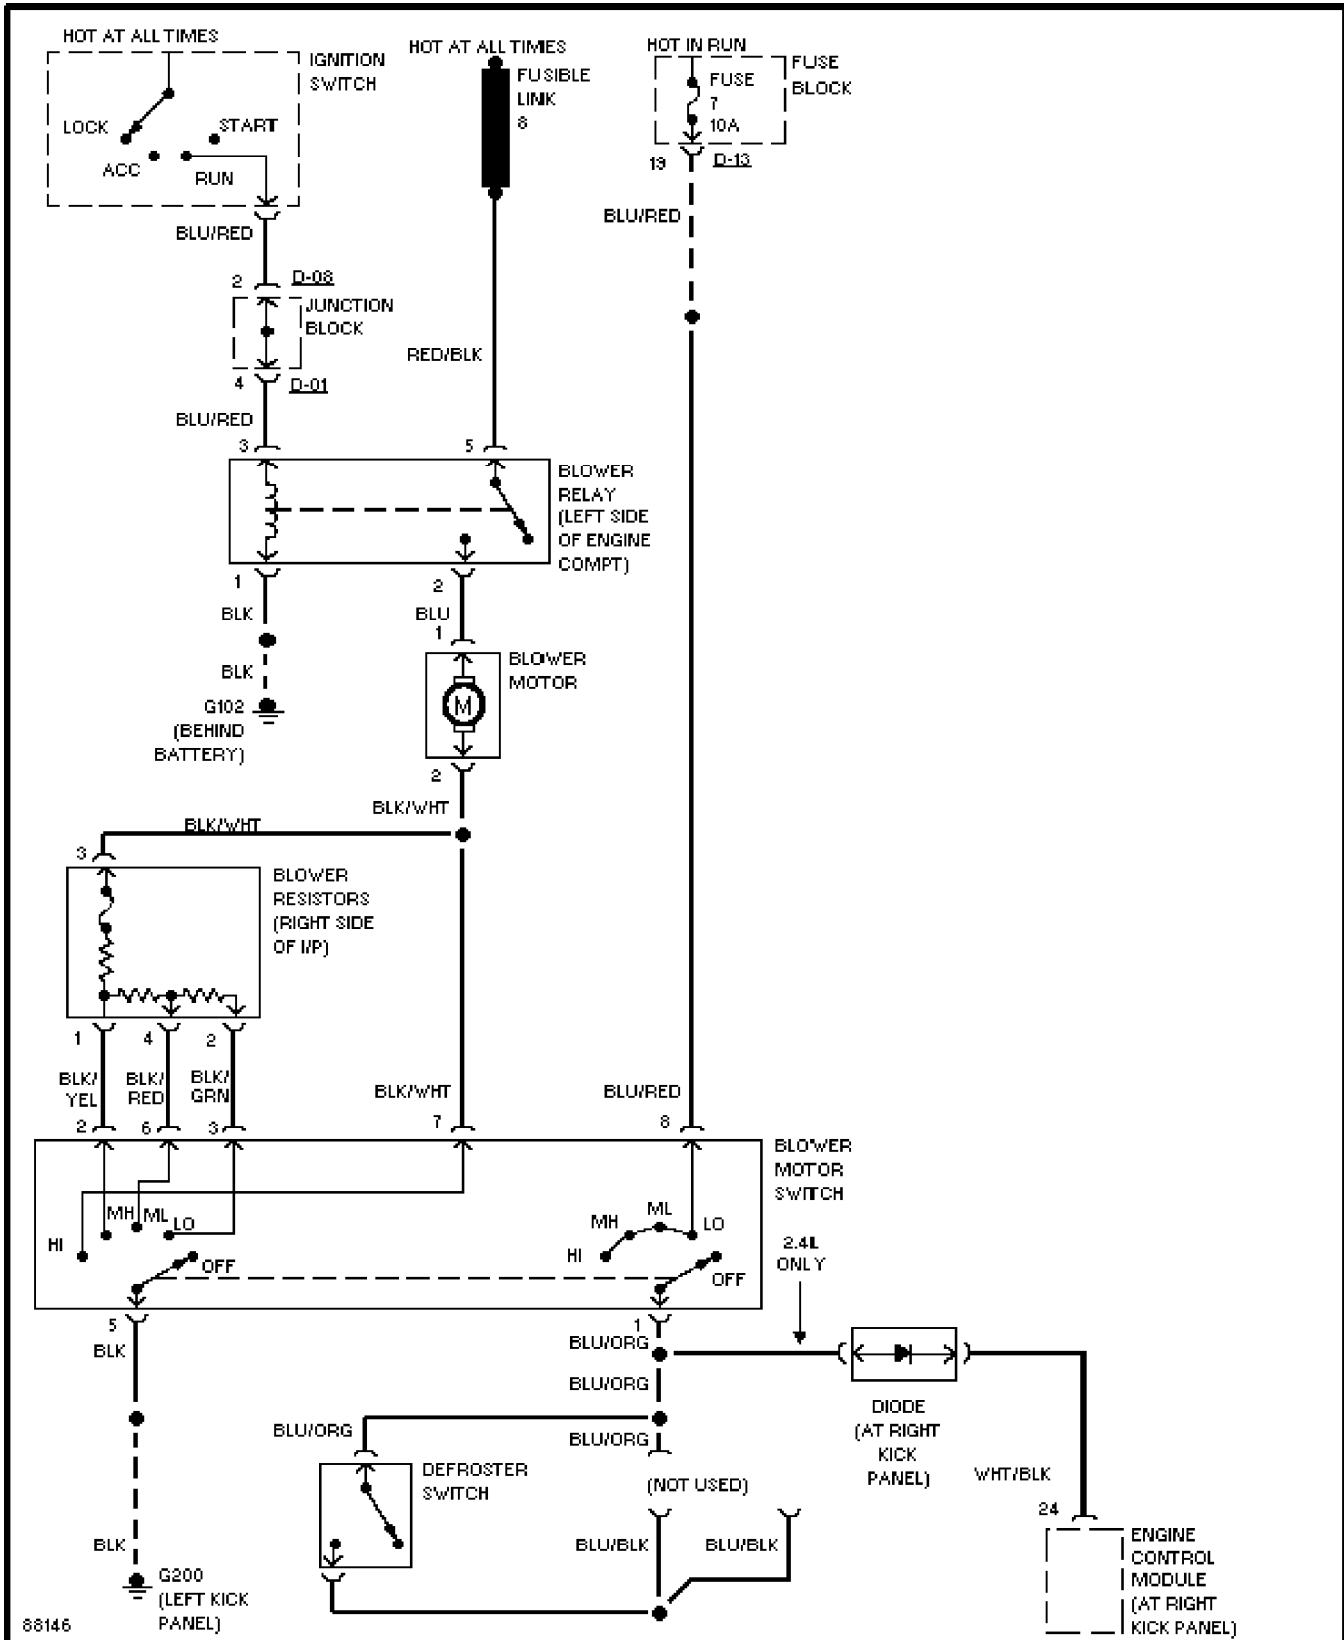 HOT AT ALL TIMES
IGNITION
SWITCH
LOCK
START
ACC
RUN
HOT AT ALL TIMES
FUSIBLE
LINK
8
HOT IN RUN
FUSE
BLOCK
FUSE
7
10A
19
D-13
BLU/RED
BLU/RED
2
D-08
JUNCTION
BLOCK
4
D-01
RED/BLK
BLU/RED
3
5
BLOWER
RELAY
(LEFT SIDE
OF ENGINE
COMPT)
1
2
BLK
BLU
1
BLOWER
MOTOR
M
BLK
G102
(BEHIND
BATTERY)
2
BLK/WHT
BLK/WHT
3
BLOWER
RESISTORS
(RIGHT SIDE
OF I/P)
1
4
2
BLK/
YEL
BLK/
RED
BLK/
GRN
BLK/WHT
BLU/RED
2
6
3
7
8
BLOWER
MOTOR
SWITCH
HI
MH
ML
LO
OFF
HI
MH
ML
LO
OFF
2.4L
ONLY
5
BLK
1
BLU/ORG
BLU/ORG
BLU/ORG
BLU/ORG
DIODE
(AT RIGHT
KICK
PANEL)
DEFROSTER
SWITCH
(NOT USED)
WHT/BLK
24
BLK
BLU/BLK
BLU/BLK
ENGINE
CONTROL
MODULE
(AT RIGHT
KICK PANEL)
G200
(LEFT KICK
PANEL)
88146